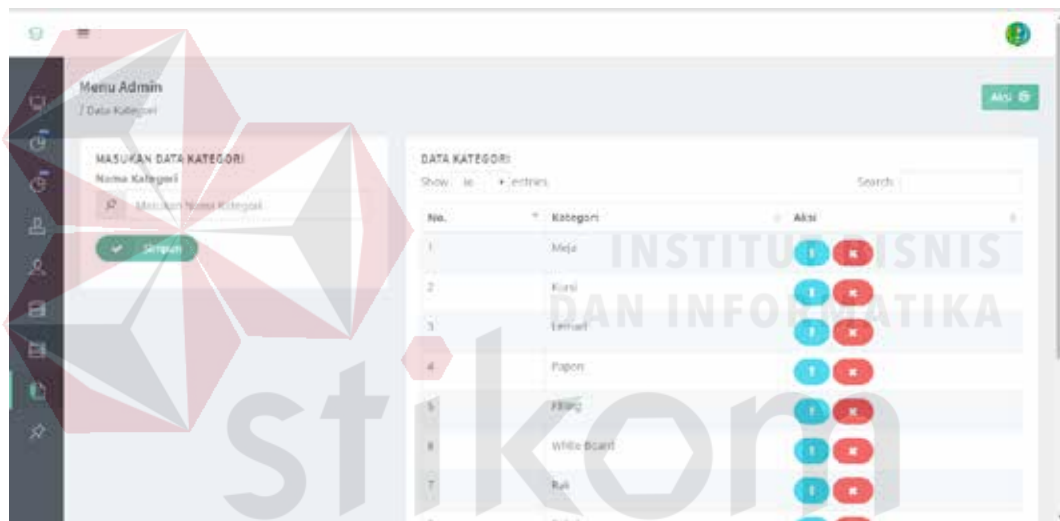 Menu Admin
/ Data Kategori
Aksi
MASUKAN DATA KATEGORI
Nama Kategori
Masukan Nama Kategori
Simpan
DATA KATEGORI
Show 10 entries
Search:
No. Kategori Aksi
1 Meja
2 Kursi
3 Lemari
4 Papan
5 Filling
6 White Board
7 Rak
INSTITUT BISNIS
DAN INFORMATIKA
stikom